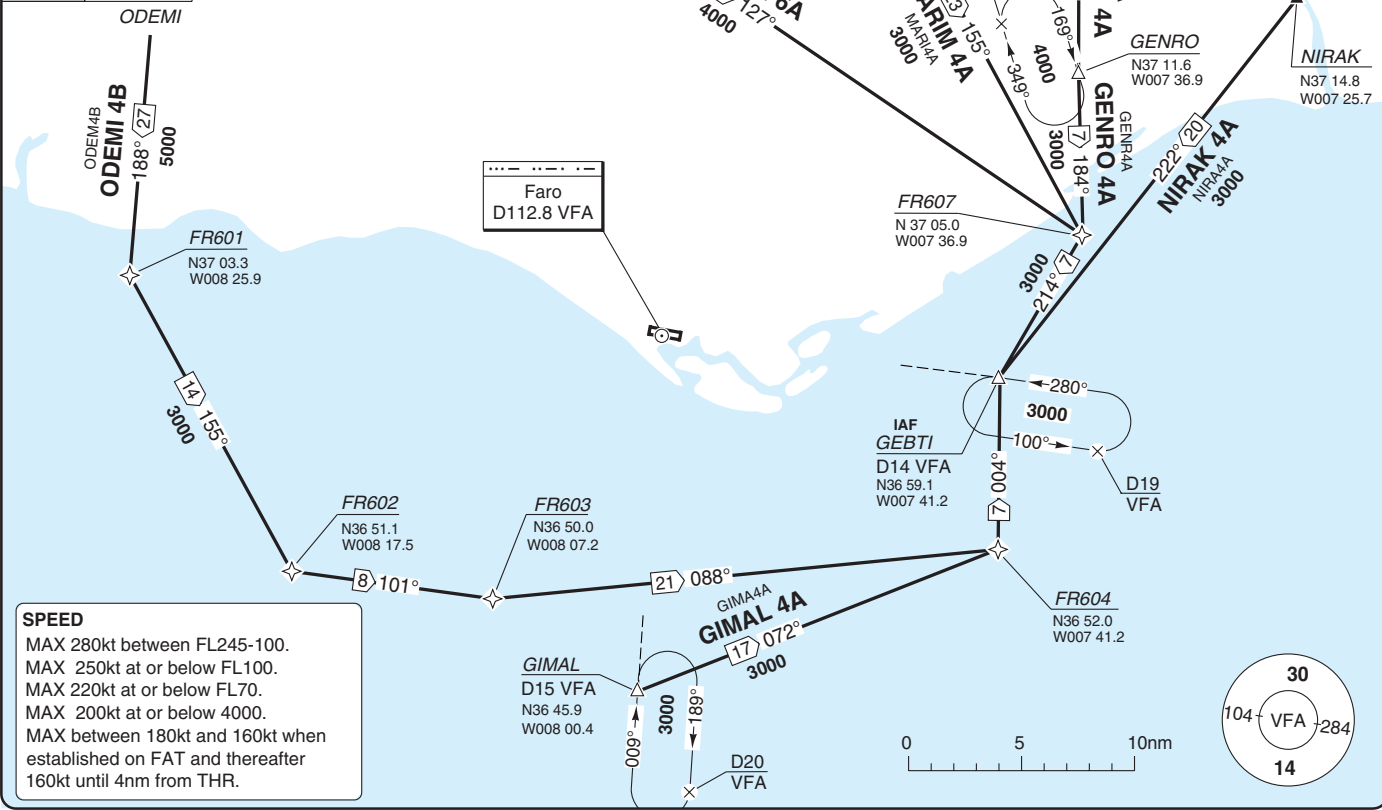 ODEMI
ODEM4B
ODEMI 4B
188° 27
5000
FR601
N37 03.3
W008 25.9
14 155°
3000
FR602
N36 51.1
W008 17.5
8 101°
FR603
N36 50.0
W008 07.2
21 088°
Faro
D112.8 VFA
6A
127°
4000
ARIM 4A
MARI4A
3000
23 155°
349°
169°
4000
4A
GENRO
N37 11.6
W007 36.9
GENR4A
GENRO 4A
7 184°
3000
NIRAK
N37 14.8
W007 25.7
222° 20
NIRAK 4A
NIRA4A
3000
FR607
N 37 05.0
W007 36.9
3000
214° 7
280°
3000
100°
IAF
GEBTI
D14 VFA
N36 59.1
W007 41.2
D19
VFA
7 004°
FR604
N36 52.0
W007 41.2
GIMA4A
GIMAL 4A
17 072°
3000
GIMAL
D15 VFA
N36 45.9
W008 00.4
009°
3000
189°
D20
VFA
SPEED
MAX 280kt between FL245-100.
MAX 250kt at or below FL100.
MAX 220kt at or below FL70.
MAX 200kt at or below 4000.
MAX between 180kt and 160kt when
established on FAT and thereafter
160kt until 4nm from THR.
0 5 10nm
30
104 VFA 284
14